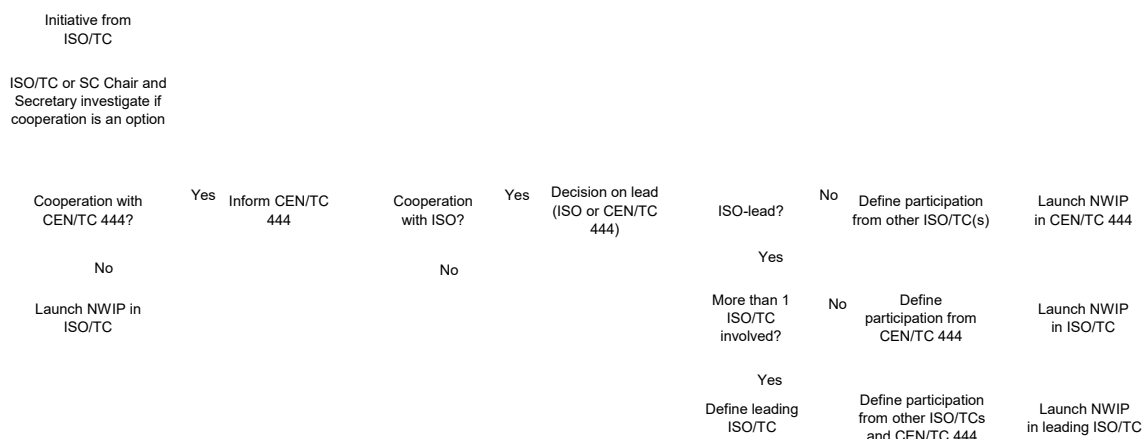 Initiative from
ISO/TC
ISO/TC or SC Chair and
Secretary investigate if
cooperation is an option
Cooperation with
CEN/TC 444?
Yes
Inform CEN/TC
444
Cooperation
with ISO?
Yes
Decision on lead
(ISO or CEN/TC
444)
ISO-lead?
No
Define participation
from other ISO/TC(s)
Launch NWIP
in CEN/TC 444
No
No
Yes
Launch NWIP in
ISO/TC
More than 1
ISO/TC
involved?
No
Define
participation from
CEN/TC 444
Launch NWIP
in ISO/TC
Yes
Define leading
ISO/TC
Define participation
from other ISO/TCs
and CEN/TC 444
Launch NWIP
in leading ISO/TC